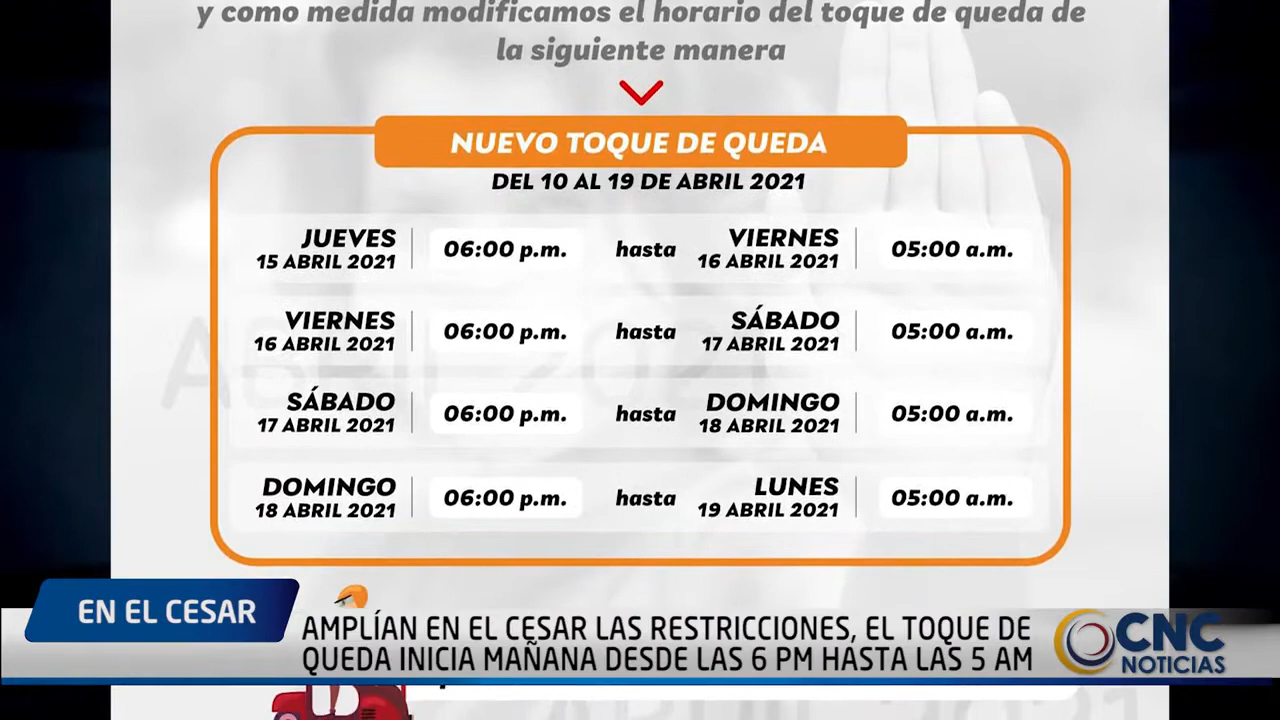 y como medida modificamos el horario del toque de queda de
la siguiente manera
NUEVO TOQUE DE QUEDA
DEL 10 AL 19 DE ABRIL 2021
JUEVES
15 ABRIL 2021
06:00 p.m.
hasta
VIERNES
16 ABRIL 2021
05:00 a.m.
VIERNES
16 ABRIL 2021
06:00 p.m.
hasta
SÁBADO
17 ABRIL 2021
05:00 a.m.
SÁBADO
17 ABRIL 2021
06:00 p.m.
hasta
DOMINGO
18 ABRIL 2021
05:00 a.m.
DOMINGO
18 ABRIL 2021
06:00 p.m.
hasta
LUNES
19 ABRIL 2021
05:00 a.m.
EN EL CESAR
AMPLÍAN EN EL CESAR LAS RESTRICCIONES, EL TOQUE DE
QUEDA INICIA MAÑANA DESDE LAS 6 PM HASTA LAS 5 AM
CNC
NOTICIAS